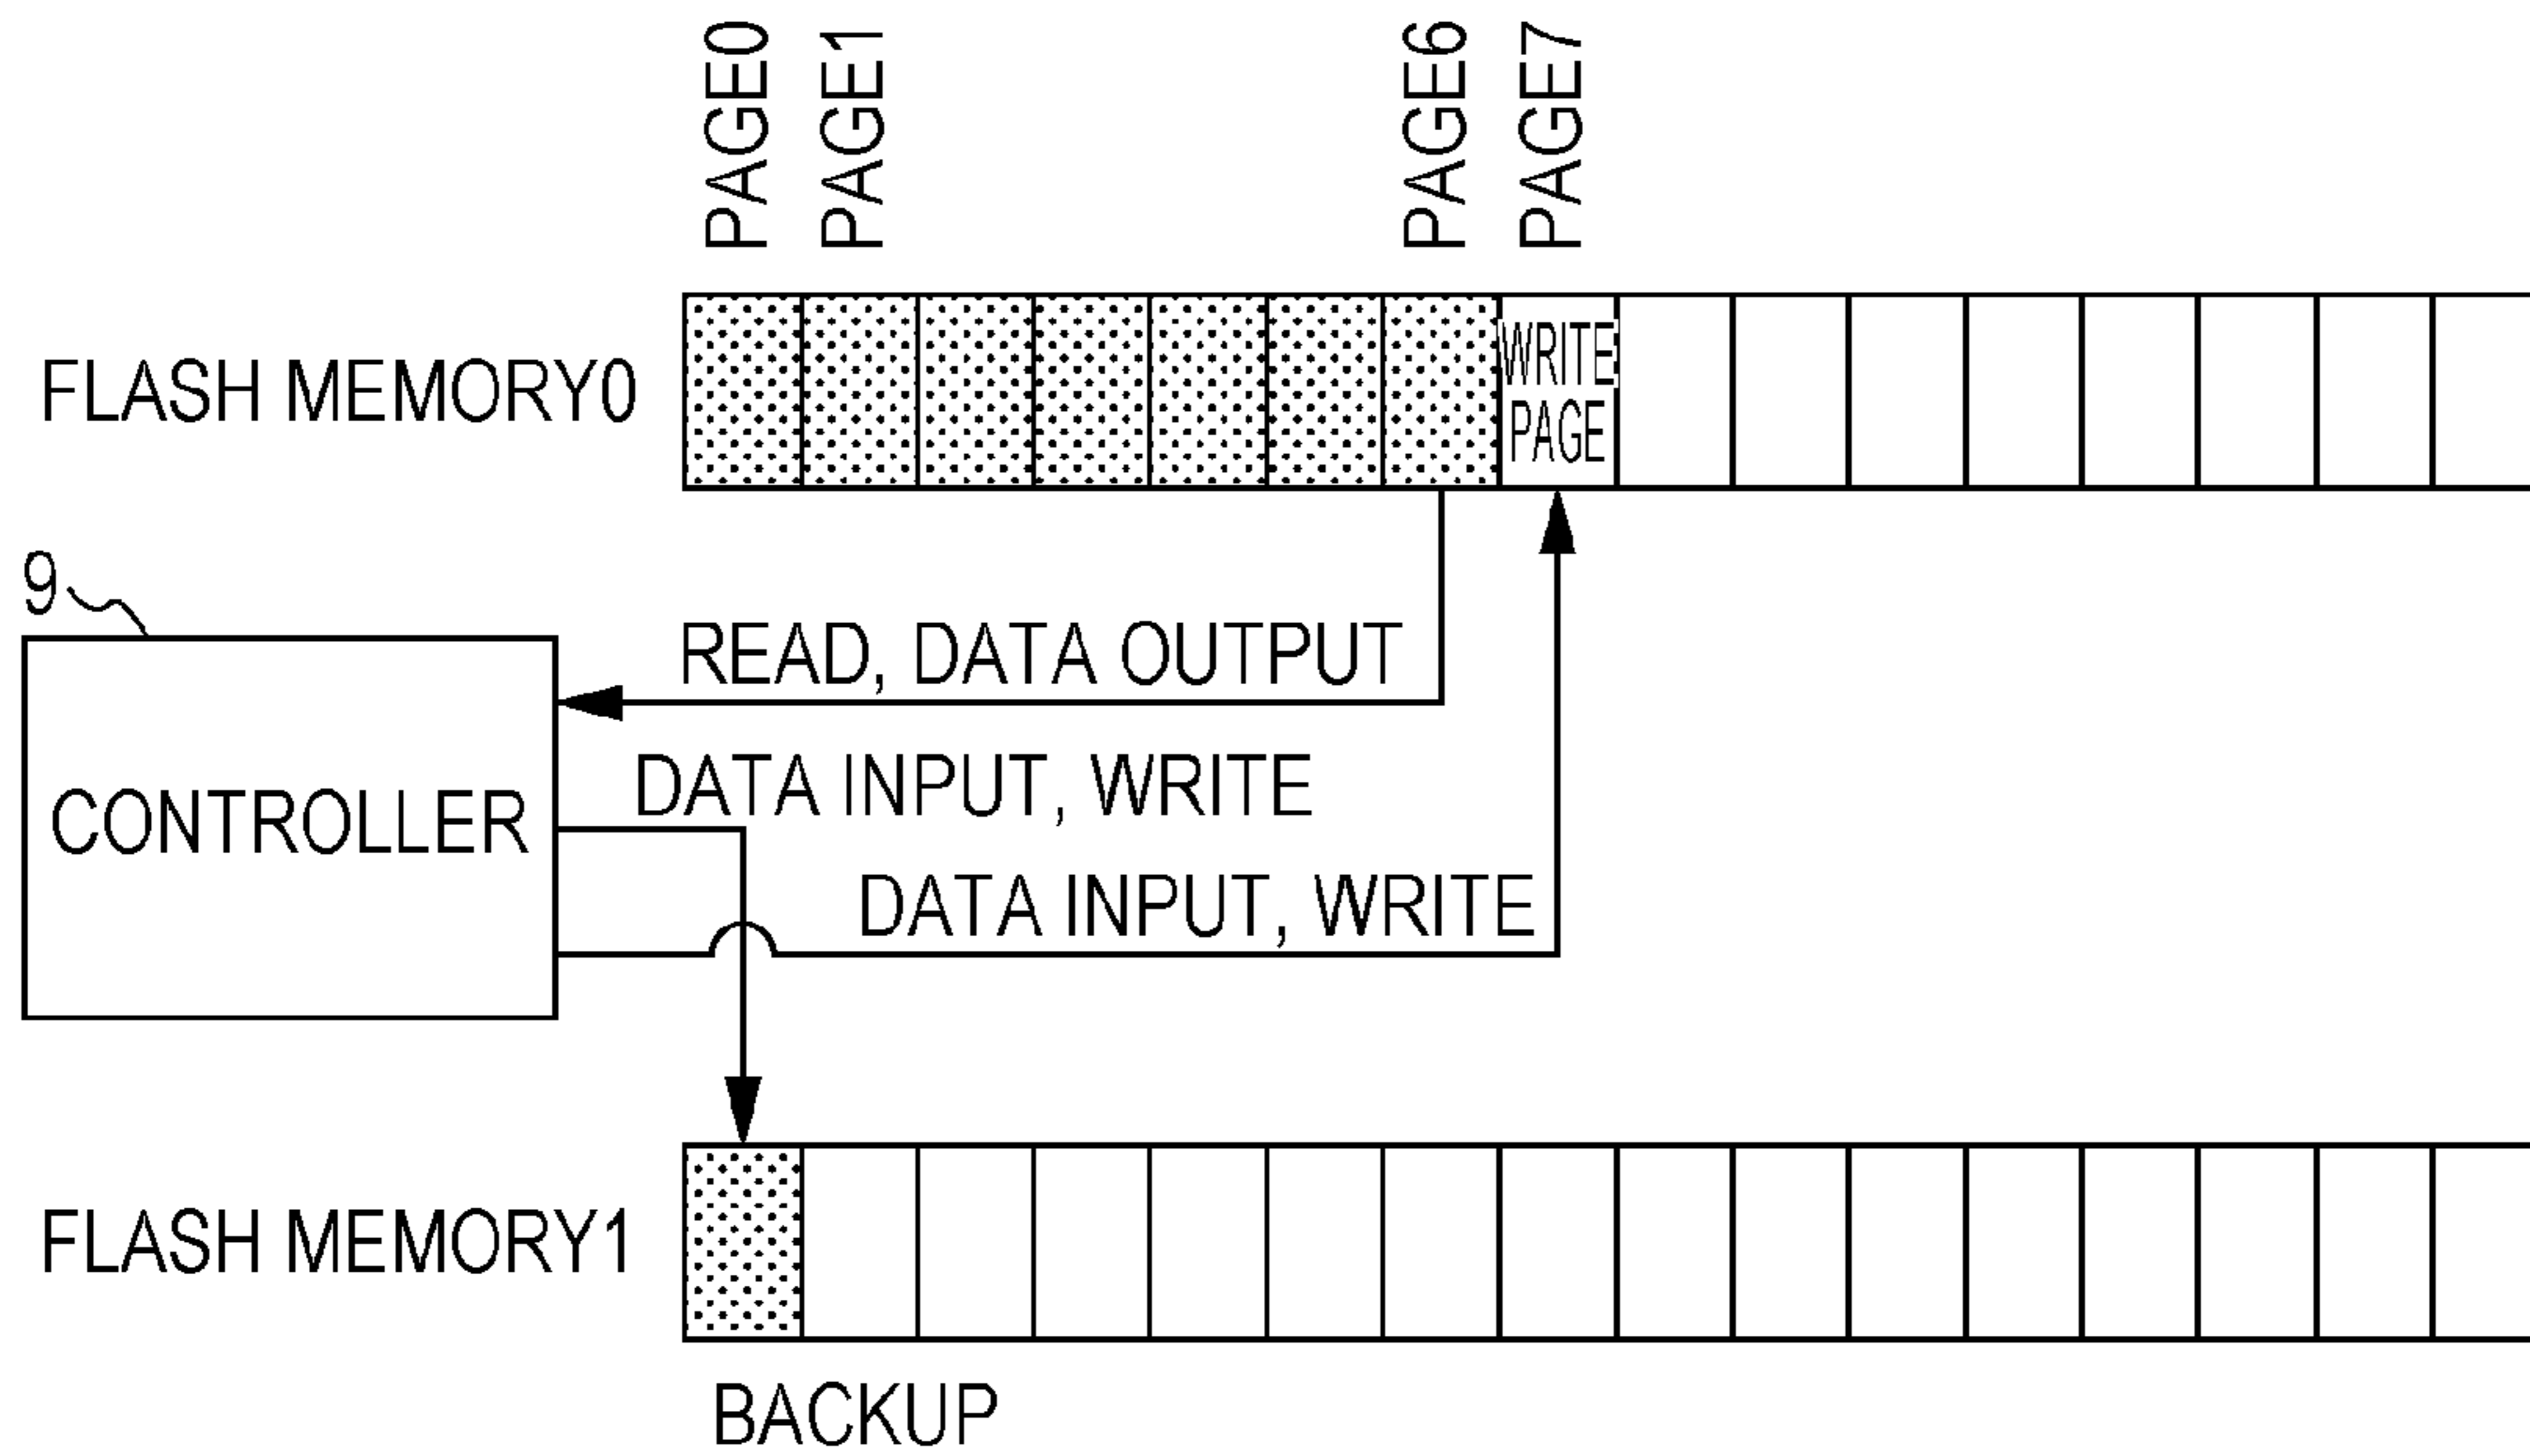 PAGE0
PAGE1
PAGE6
PAGE7
FLASH MEMORY0
WRITE
PAGE
9
READ, DATA OUTPUT
DATA INPUT, WRITE
CONTROLLER
DATA INPUT, WRITE
FLASH MEMORY1
BACKUP